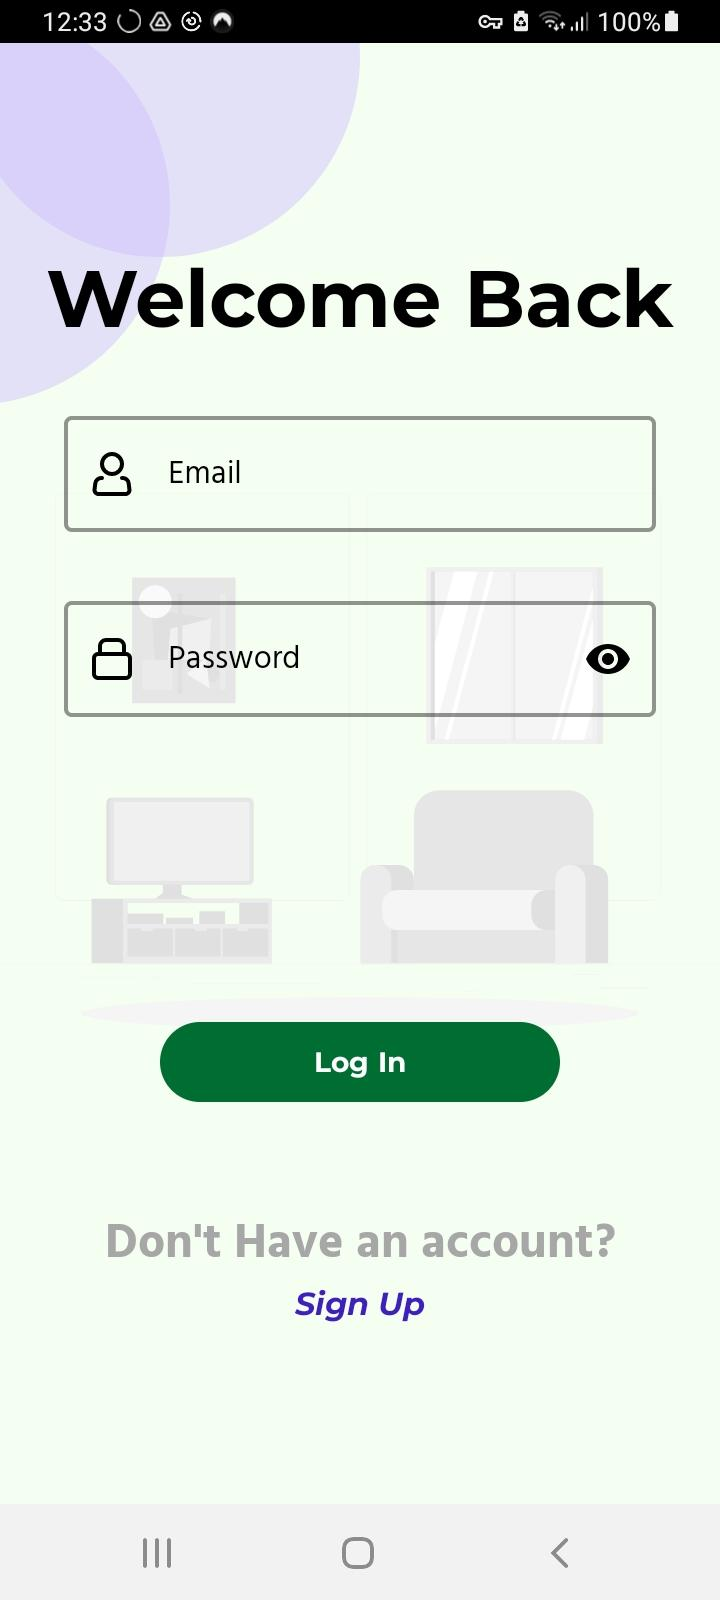 12:33
100%
Welcome Back
Email
Password
Log In
Don't Have an account?
Sign Up